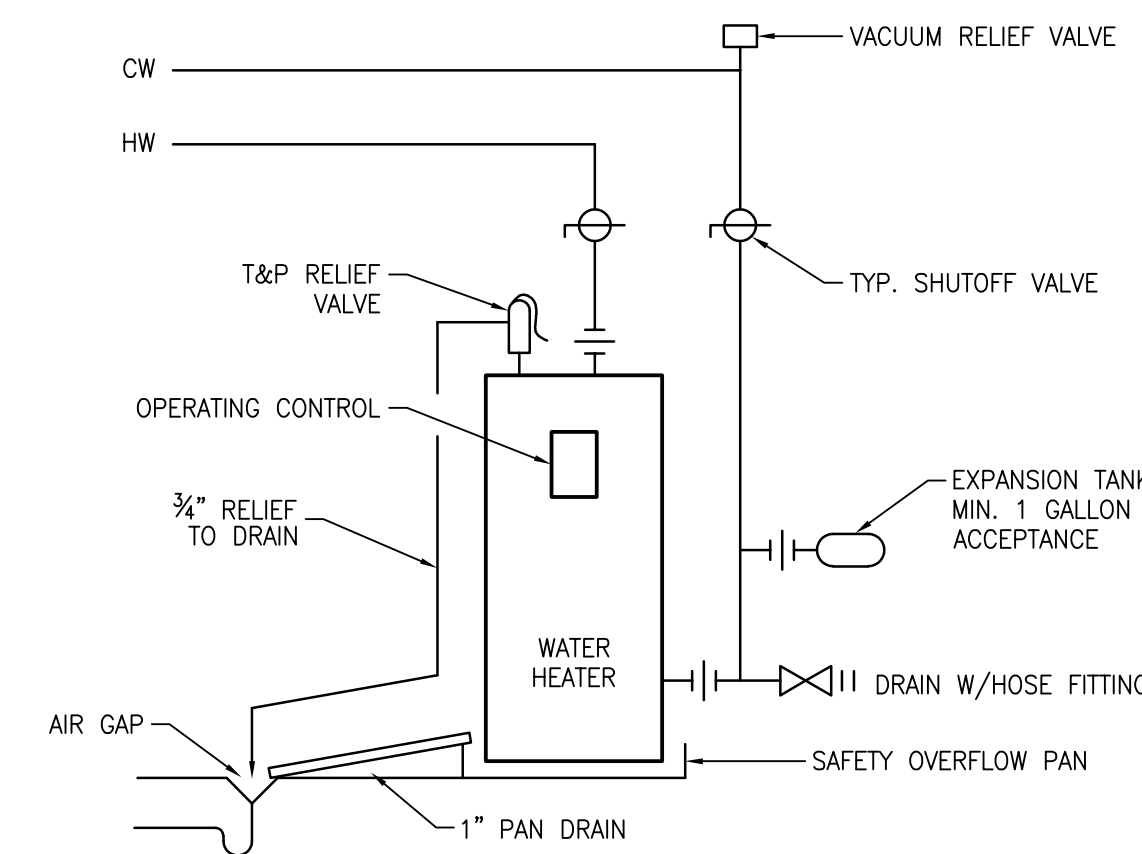 VACUUM RELIEF VALVE
CW
HW
T&P RELIEF
VALVE
TYP. SHUTOFF VALVE
OPERATING CONTROL
EXPANSION TANK
MIN. 1 GALLON
ACCEPTANCE
¾" RELIEF
TO DRAIN
WATER
HEATER
DRAIN W/HOSE FITTING
AIR GAP
SAFETY OVERFLOW PAN
1" PAN DRAIN